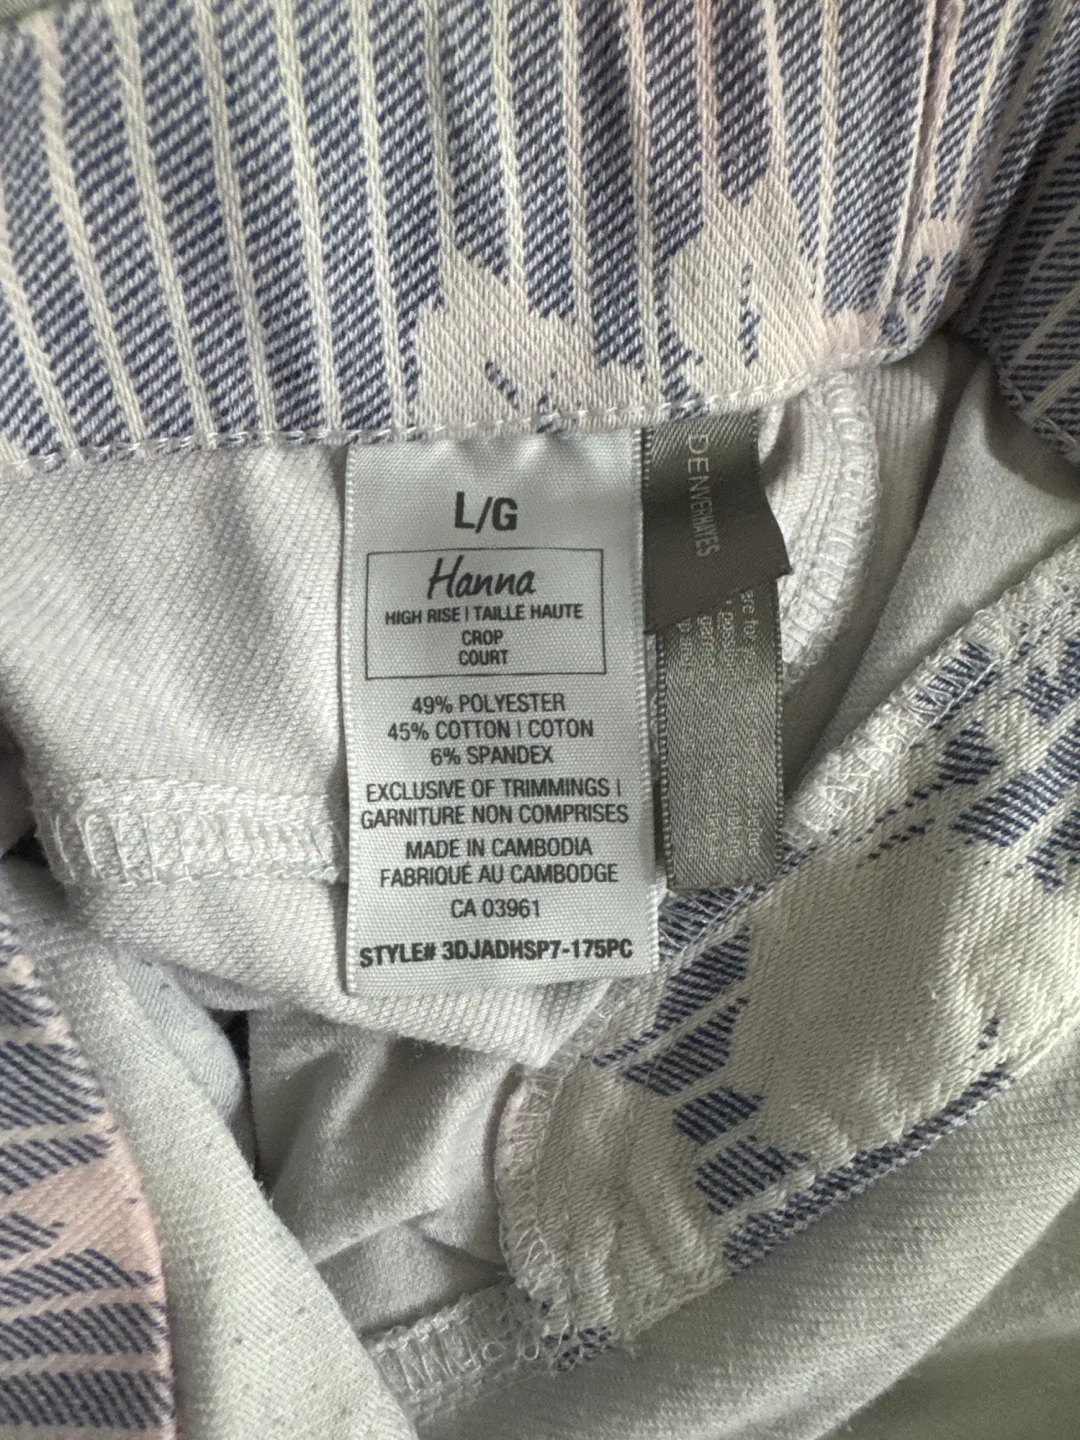 L/G
Hanna
HIGH RISE | TAILLE HAUTE
CROP
COURT
49% POLYESTER
45% COTTON | COTON
6% SPANDEX
EXCLUSIVE OF TRIMMINGS |
GARNITURE NON COMPRISES
MADE IN CAMBODIA
FABRIQUÉ AU CAMBODGE
CA 03961
STYLE# 3DJADHSP7-175PC
DENVER HAYES